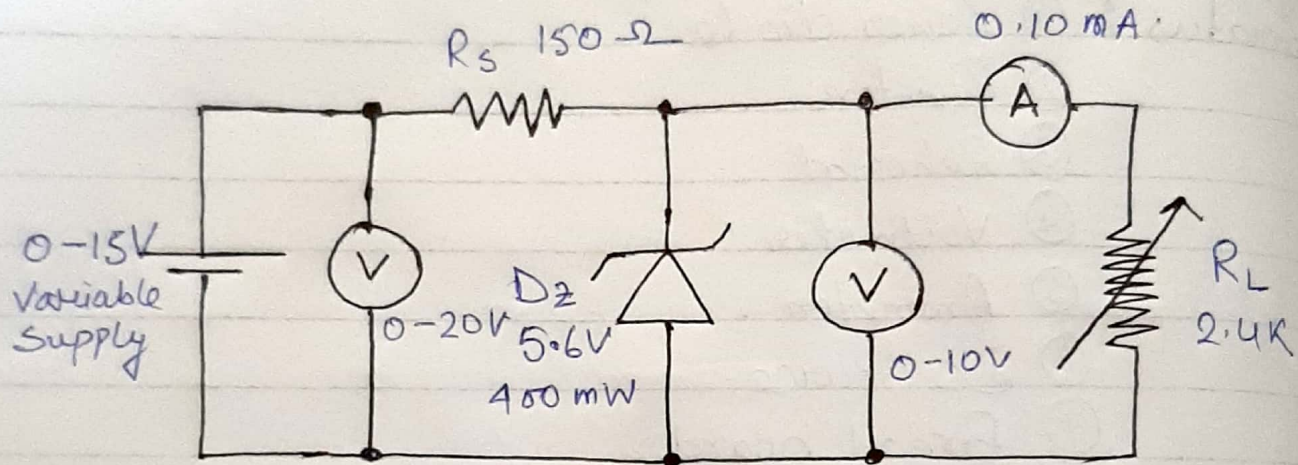 Rs 150 Ω
0.10 mA
A
0-15V
Variable
Supply
V
0-20V
Dz
5.6V
400 mW
V
0-10V
RL
2.4K